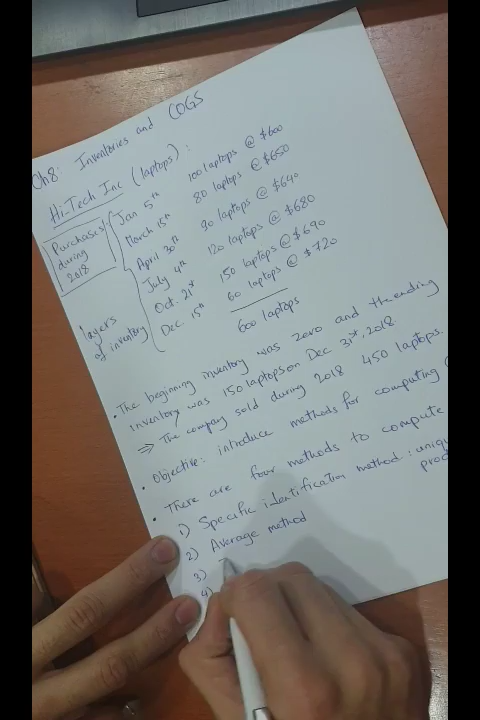 Ch8: Inventories and COGS
Hi-Tech Inc (laptops):
Purchases during 2018
Jan 5th 100 laptops @ $600
March 15th 80 laptops @ $650
April 30th 90 laptops @ $640
July 4th 120 laptops @ $680
Oct. 21st 150 laptops @ $690
Dec. 15th 60 laptops @ $720
600 laptops
layers of inventory
• The beginning inventory was zero and the ending
inventory was 150 laptops on Dec 31st, 2018
⇒ The company sold during 2018 450 laptops.
• Objective: introduce methods for computing
• There are four methods to compute
1) Specific identification method: uniqu
prod
2) Average method
3)
4)